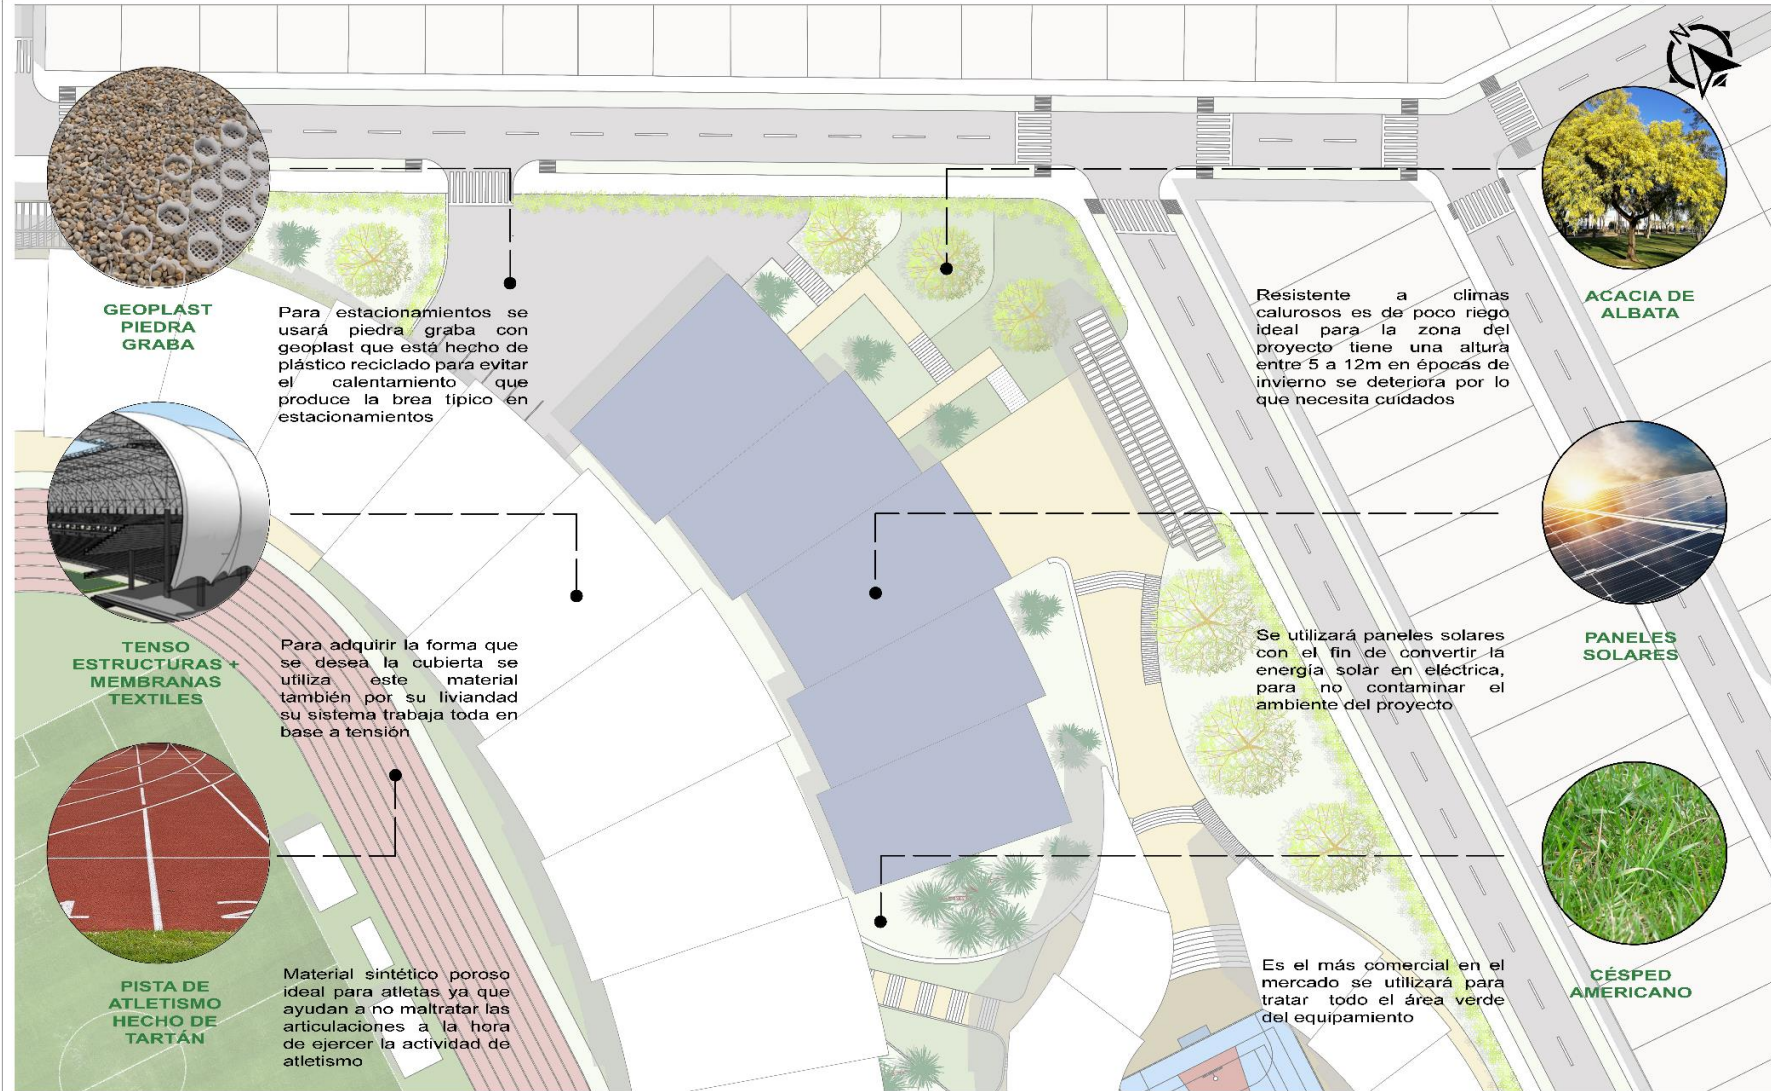 N
GEOPLAST
PIEDRA
GRABA
Para estacionamientos se
usará piedra graba con
geoplast que está hecho de
plástico reciclado para evitar
el calentamiento que
produce la brea típico en
estacionamientos
Resistente a climas
calurosos es de poco riego
ideal para la zona del
proyecto tiene una altura
entre 5 a 12m en épocas de
invierno se deteriora por lo
que necesita cuidados
ACACIA DE
ALBATA
TENSO
ESTRUCTURAS +
MEMBRANAS
TEXTILES
Para adquirir la forma que
se desea la cubierta se
utiliza este material
también por su liviandad
su sistema trabaja toda en
base a tensión
Se utilizará paneles solares
con el fin de convertir la
energía solar en eléctrica,
para no contaminar el
ambiente del proyecto
PANELES
SOLARES
PISTA DE
ATLETISMO
HECHO DE
TARTÁN
Material sintético poroso
ideal para atletas ya que
ayudan a no maltratar las
articulaciones a la hora
de ejercer la actividad de
atletismo
Es el más comercial en el
mercado se utilizará para
tratar todo el área verde
del equipamiento
CÉSPED
AMERICANO